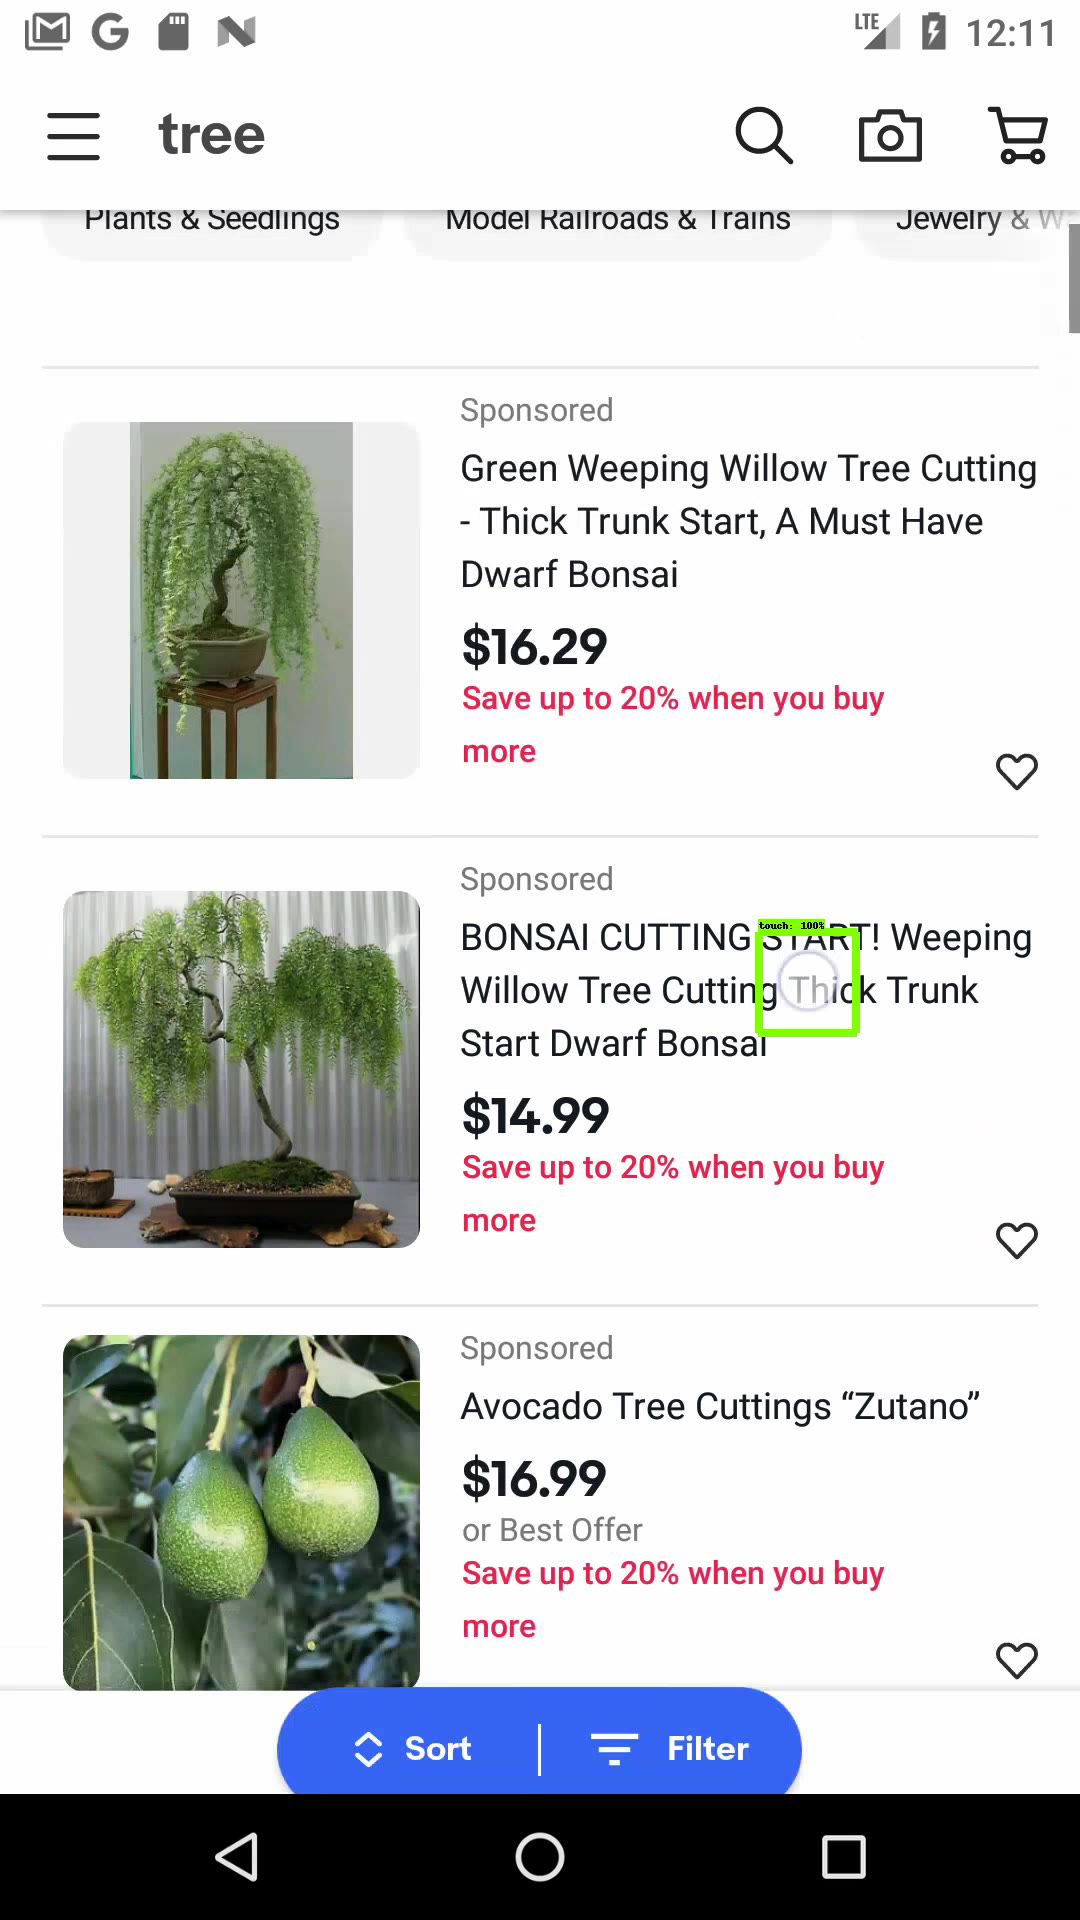 LTE 12:11
tree
Plants & Seedlings Model Railroads & Trains Jewelry & W
Sponsored
Green Weeping Willow Tree Cutting
- Thick Trunk Start, A Must Have
Dwarf Bonsai
$16.29
Save up to 20% when you buy
more
Sponsored
touch: 100%
BONSAI CUTTING START! Weeping
Willow Tree Cutting Thick Trunk
Start Dwarf Bonsai
$14.99
Save up to 20% when you buy
more
Sponsored
Avocado Tree Cuttings “Zutano”
$16.99
or Best Offer
Save up to 20% when you buy
more
Sort Filter